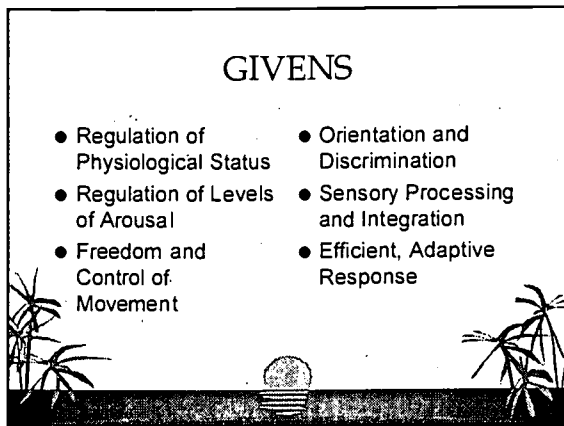 GIVENS
● Regulation of
Physiological Status
● Regulation of Levels
of Arousal
● Freedom and
Control of
Movement
● Orientation and
Discrimination
● Sensory Processing
and Integration
● Efficient, Adaptive
Response